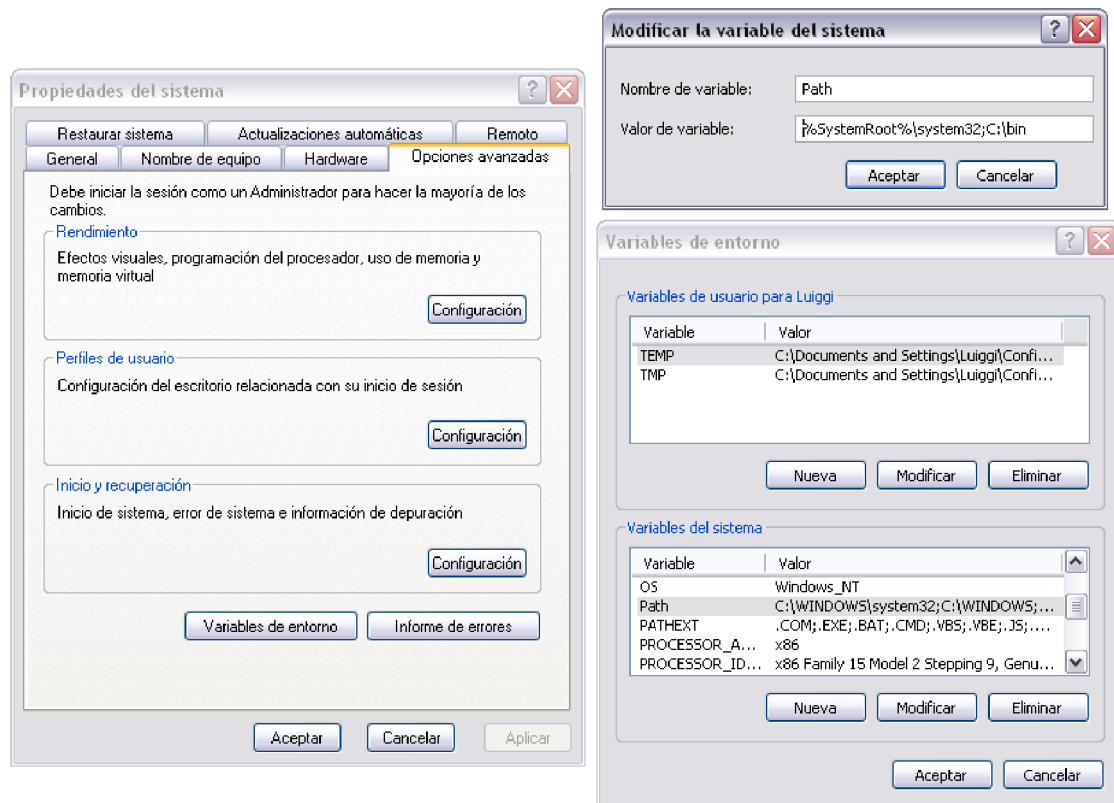 Propiedades del sistema
Restaurar sistema Actualizaciones automáticas Remoto
General Nombre de equipo Hardware Opciones avanzadas
Debe iniciar la sesión como un Administrador para hacer la mayoría de los
cambios.
Rendimiento
Efectos visuales, programación del procesador, uso de memoria y
memoria virtual
Configuración
Perfiles de usuario
Configuración del escritorio relacionada con su inicio de sesión
Configuración
Inicio y recuperación
Inicio de sistema, error de sistema e información de depuración
Configuración
Variables de entorno Informe de errores
Aceptar Cancelar Aplicar
Modificar la variable del sistema
Nombre de variable: Path
Valor de variable: %SystemRoot%\system32;C:\bin
Aceptar Cancelar
Variables de entorno
Variables de usuario para Luiggi
Variable Valor
TEMP C:\Documents and Settings\Luiggi\Confi...
TMP C:\Documents and Settings\Luiggi\Confi...
Nueva Modificar Eliminar
Variables del sistema
Variable Valor
OS Windows_NT
Path C:\WINDOWS\system32;C:\WINDOWS;...
PATHEXT .COM;.EXE;.BAT;.CMD;.VBS;.VBE;.JS;....
PROCESSOR_A... x86
PROCESSOR_ID... x86 Family 15 Model 2 Stepping 9, Genu...
Nueva Modificar Eliminar
Aceptar Cancelar